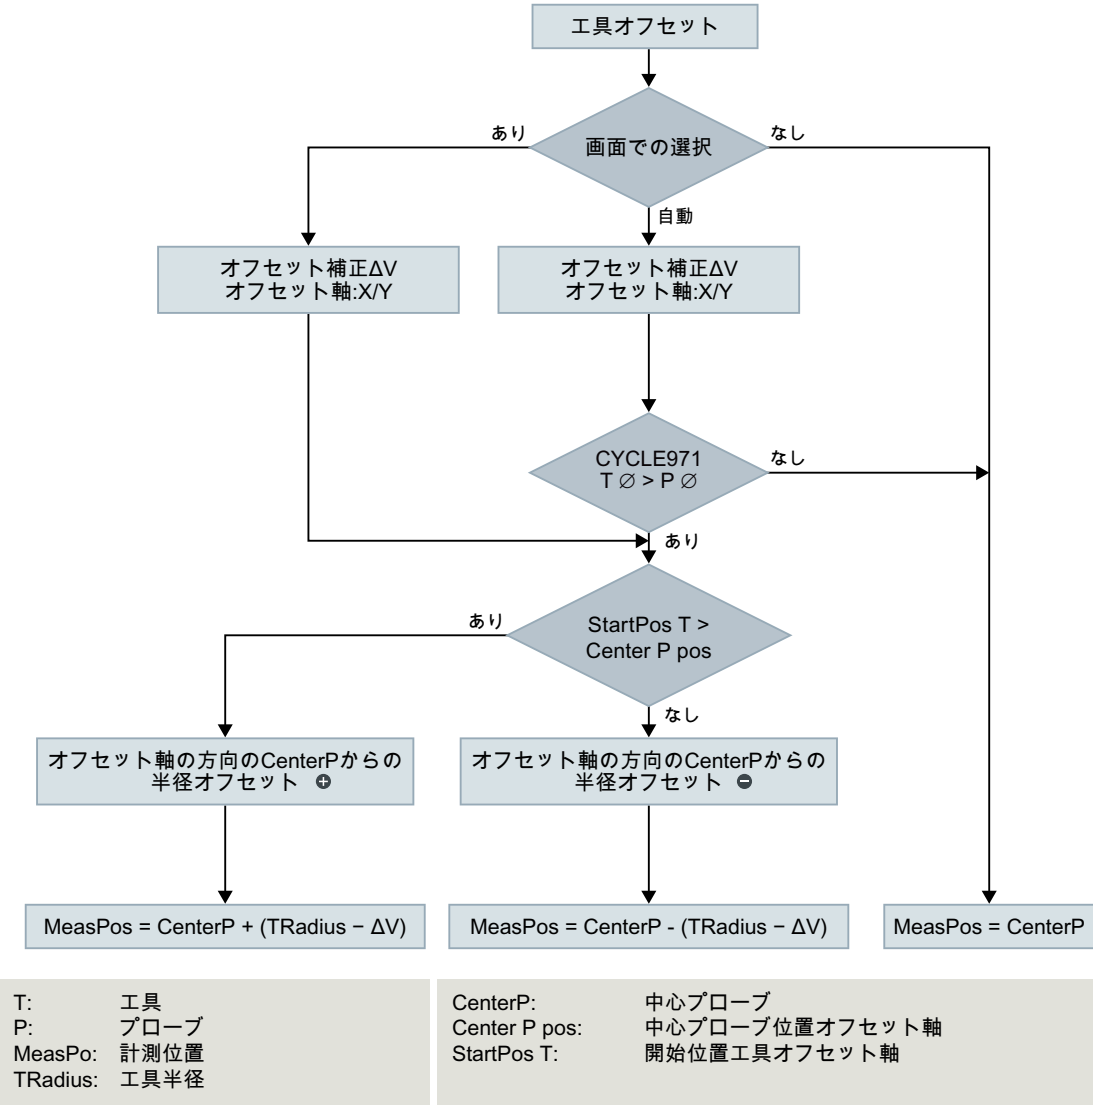 工具オフセット
画面での選択
あり
なし
自動
オフセット補正ΔV
オフセット軸:X/Y
オフセット補正ΔV
オフセット軸:X/Y
CYCLE971
T ∅ > P ∅
なし
あり
StartPos T >
Center P pos
あり
なし
オフセット軸の方向のCenterPからの
半径オフセット ⊕
オフセット軸の方向のCenterPからの
半径オフセット ⊖
MeasPos = CenterP + (TRadius − ΔV)
MeasPos = CenterP - (TRadius − ΔV)
MeasPos = CenterP
T: 工具
P: プローブ
MeasPo: 計測位置
TRadius: 工具半径
CenterP: 中心プローブ
Center P pos: 中心プローブ位置オフセット軸
StartPos T: 開始位置工具オフセット軸